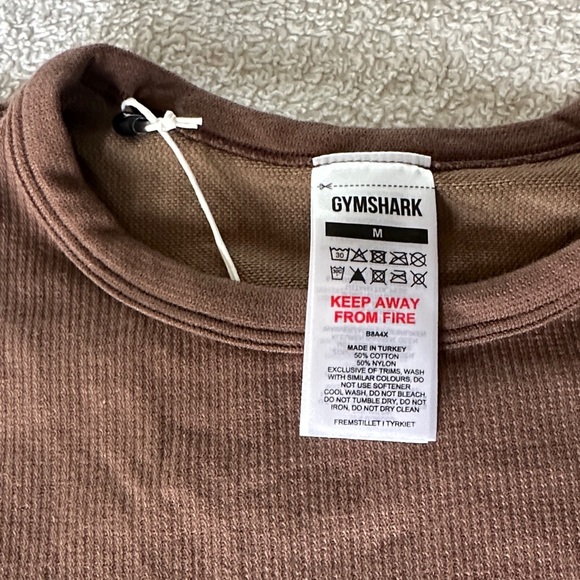 GYMSHARK
M
30
KEEP AWAY
FROM FIRE
B8A4X
MADE IN TURKEY
50% COTTON
50% NYLON
EXCLUSIVE OF TRIMS, WASH
WITH SIMILAR COLOURS, DO
NOT USE SOFTENER
COOL WASH, DO NOT BLEACH,
DO NOT TUMBLE DRY, DO NOT
IRON, DO NOT DRY CLEAN
FREMSTILLET I TYRKIET